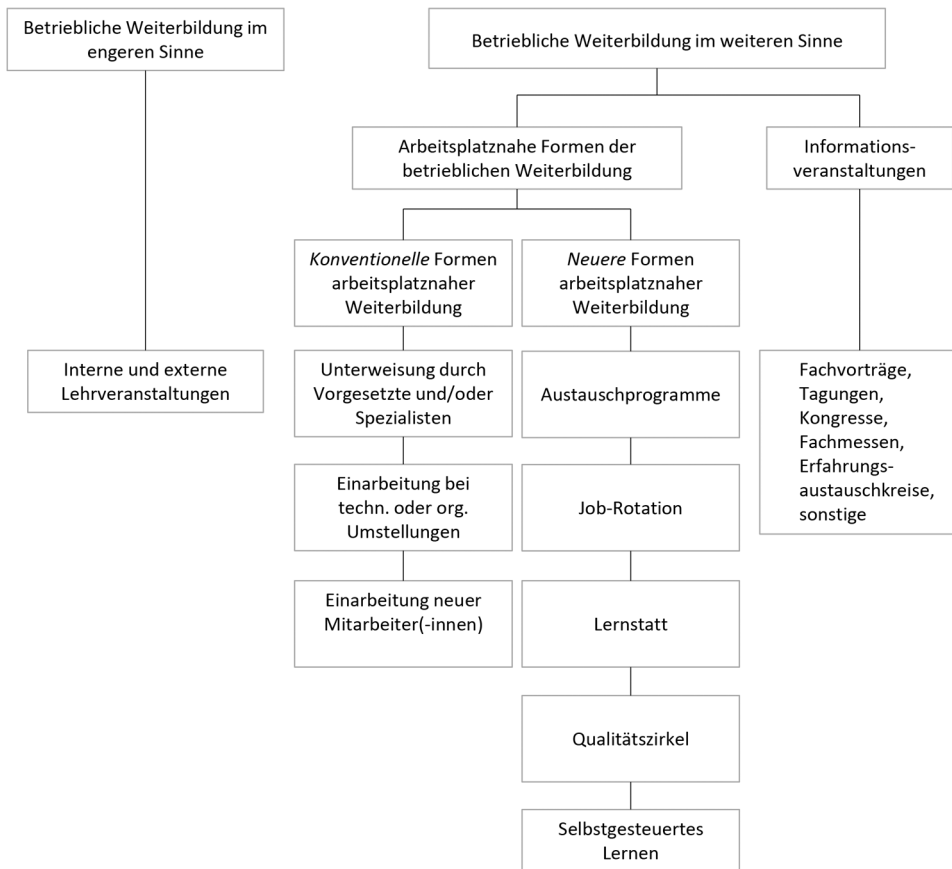 Betriebliche Weiterbildung im
engeren Sinne
Betriebliche Weiterbildung im weiteren Sinne
Arbeitsplatznahe Formen der
betrieblichen Weiterbildung
Informations-
veranstaltungen
Konventionelle Formen
arbeitsplatznaher
Weiterbildung
Neuere Formen
arbeitsplatznaher
Weiterbildung
Interne und externe
Lehrveranstaltungen
Unterweisung durch
Vorgesetzte und/oder
Spezialisten
Austauschprogramme
Fachvorträge,
Tagungen,
Kongresse,
Fachmessen,
Erfahrungs-
austauschkreise,
sonstige
Einarbeitung bei
techn. oder org.
Umstellungen
Job-Rotation
Einarbeitung neuer
Mitarbeiter(-innen)
Lernstatt
Qualitätszirkel
Selbstgesteuertes
Lernen